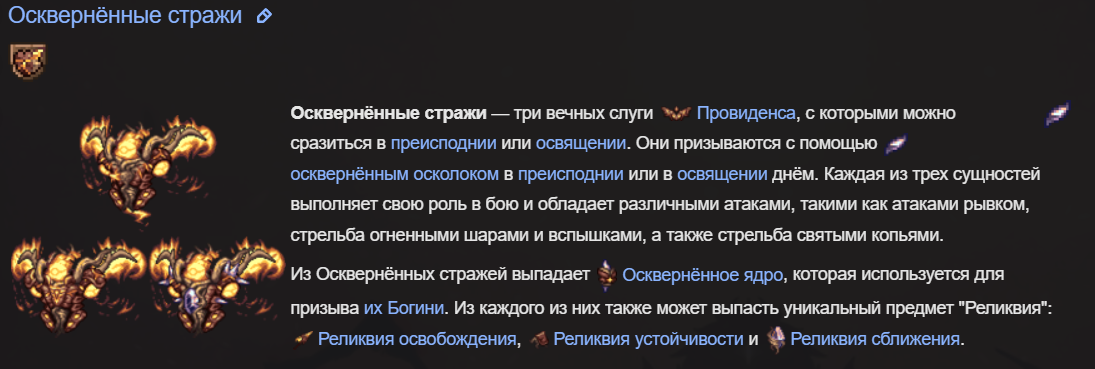 Осквернённые стражи
Осквернённые стражи — три вечных слуги Провиденса, с которыми можно
сразиться в преисподнии или освящении. Они призываются с помощью
осквернённым осколоком в преисподнии или в освящении днём. Каждая из трех сущностей
выполняет свою роль в бою и обладает различными атаками, такими как атаками рывком,
стрельба огненными шарами и вспышками, а также стрельба святыми копьями.
Из Осквернённых стражей выпадает Осквернённое ядро, которая используется для
призыва их Богини. Из каждого из них также может выпасть уникальный предмет "Реликвия":
Реликвия освобождения, Реликвия устойчивости и Реликвия сближения.